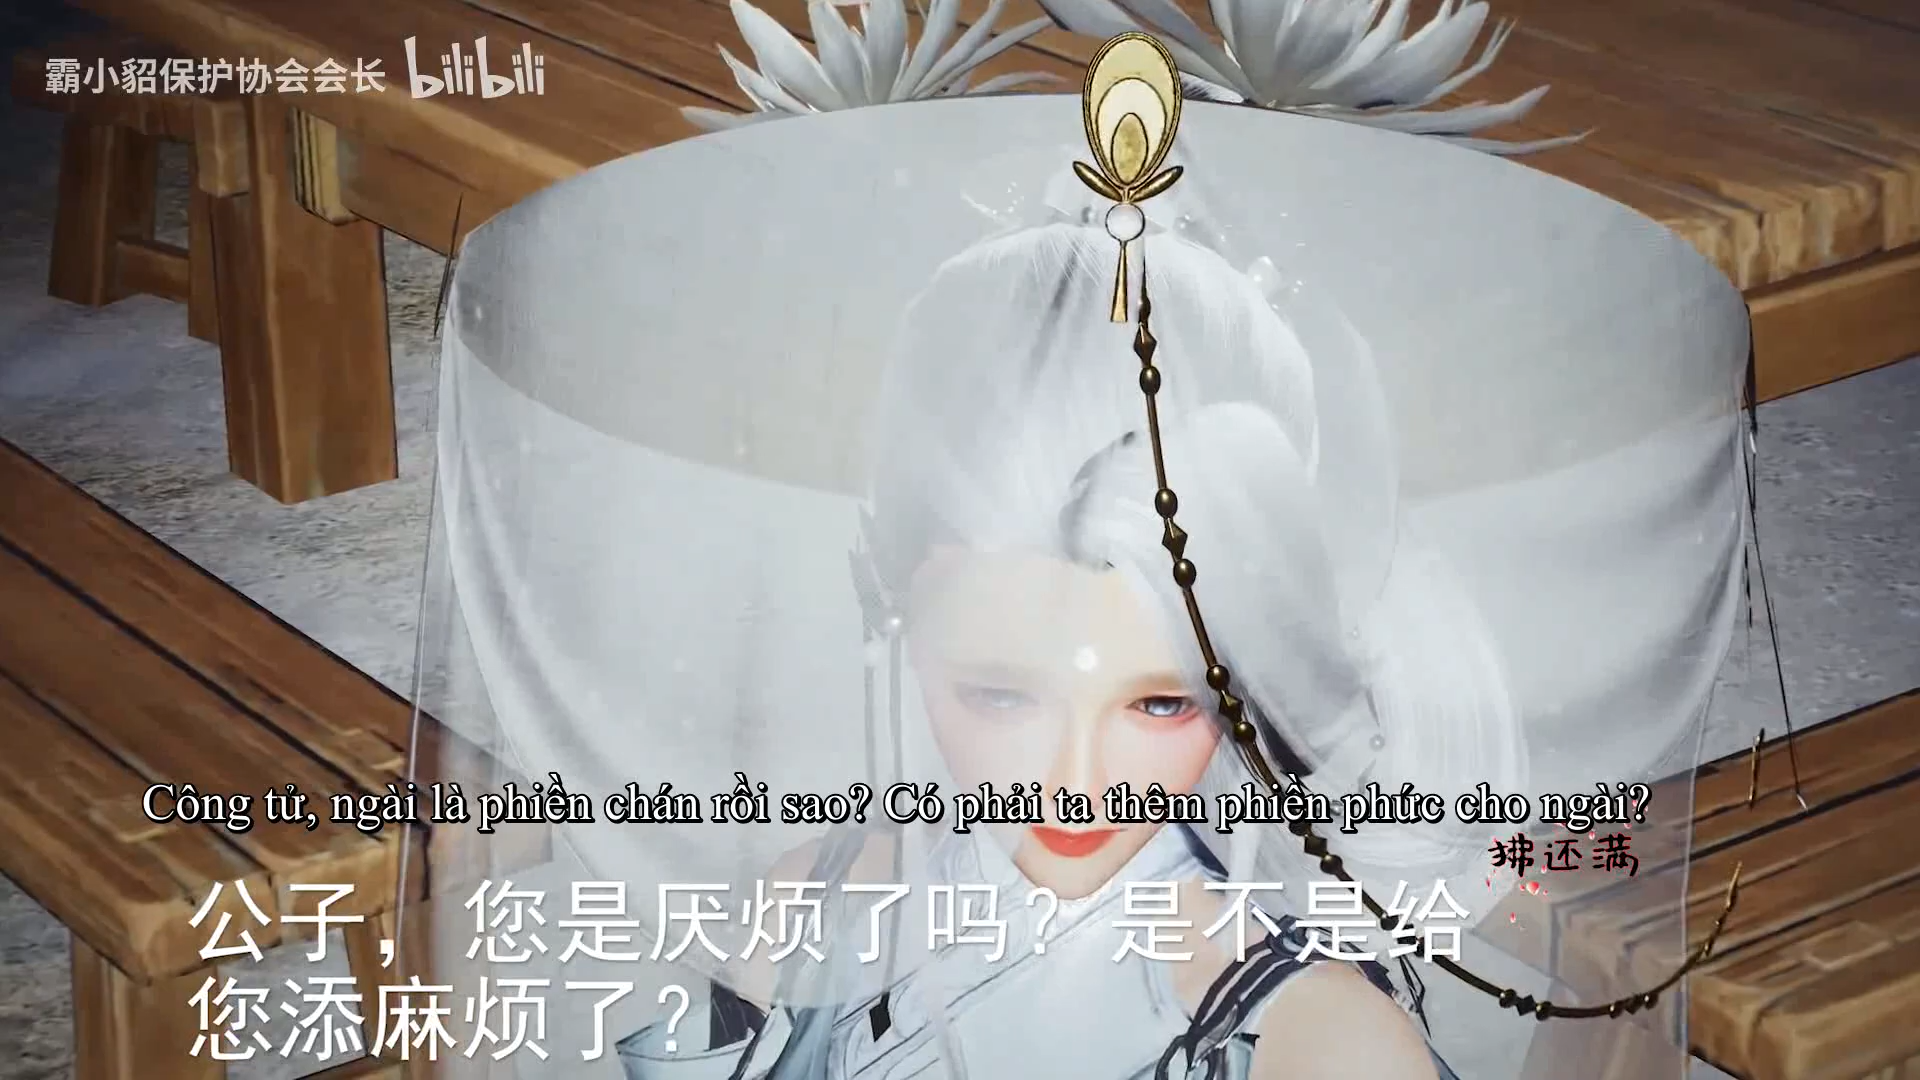 霸小貂保护协会会长 bilibili
Công tử, ngài là phiền chán rồi sao? Có phải ta thêm phiền phức cho ngài?
狒还满
公子，您是厌烦了吗？是不是给
您添麻烦了？